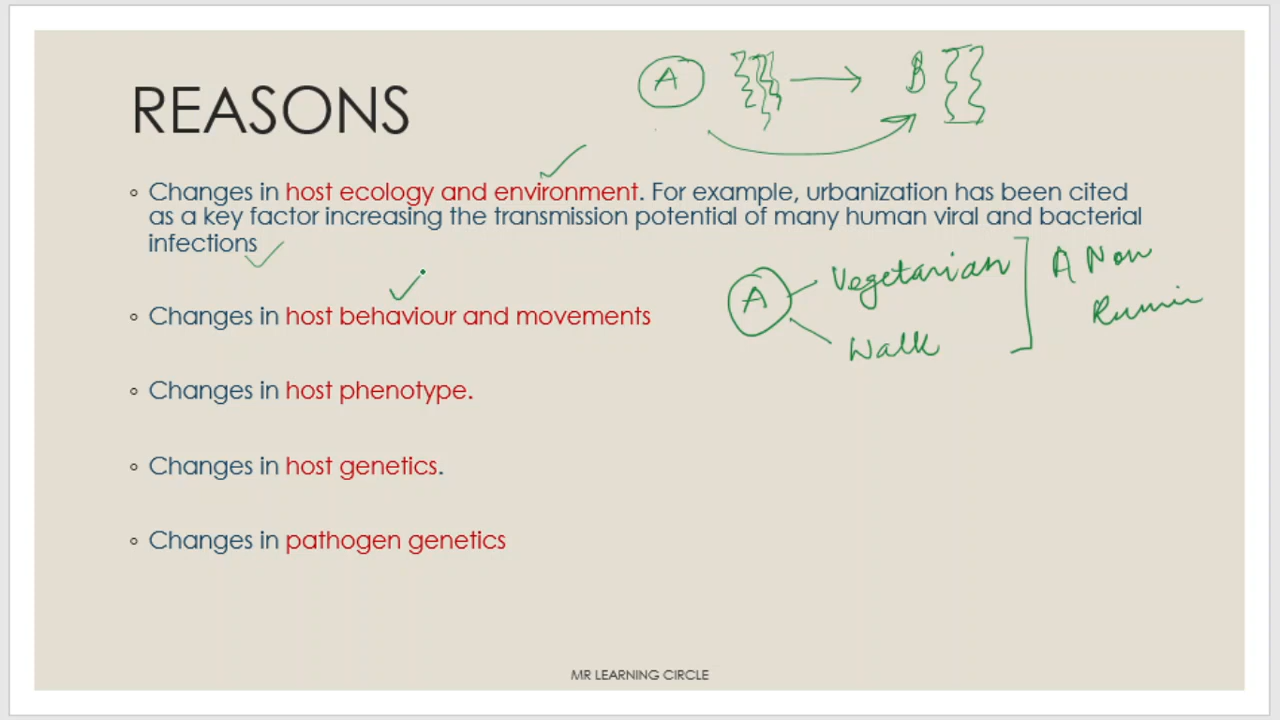 A B
REASONS
Changes in host ecology and environment. For example, urbanization has been cited
as a key factor increasing the transmission potential of many human viral and bacterial
infections
A Vegetarian A Non
Changes in host behaviour and movements
Walk
Changes in host phenotype.
Changes in host genetics.
Changes in pathogen genetics
MR LEARNING CIRCLE